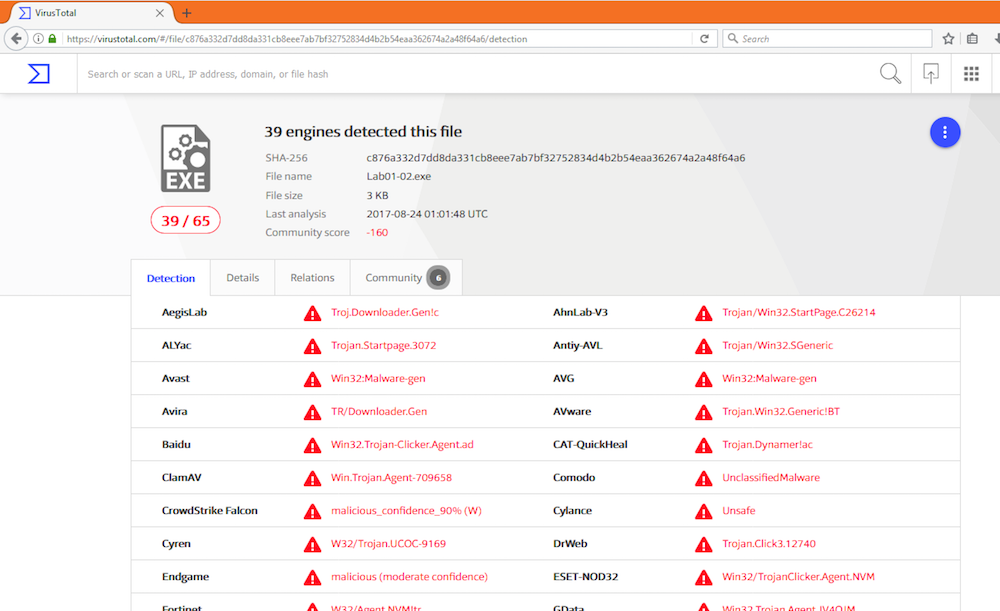 VirusTotal
https://virustotal.com/#/file/c876a332d7dd8da331cb8eee7ab7bf32752834d4b2b54eaa362674a2a48f64a6/detection
Search
Search or scan a URL, IP address, domain, or file hash
39 engines detected this file
SHA-256 c876a332d7dd8da331cb8eee7ab7bf32752834d4b2b54eaa362674a2a48f64a6
File name Lab01-02.exe
File size 3 KB
Last analysis 2017-08-24 01:01:48 UTC
Community score -160
EXE
39 / 65
Detection Details Relations Community 6
AegisLab Troj.Downloader.Gen!c AhnLab-V3 Trojan/Win32.StartPage.C26214
ALYac Trojan.Startpage.3072 Antiy-AVL Trojan/Win32.SGeneric
Avast Win32:Malware-gen AVG Win32:Malware-gen
Avira TR/Downloader.Gen AVware Trojan.Win32.Generic!BT
Baidu Win32.Trojan-Clicker.Agent.ad CAT-QuickHeal Trojan.Dynamer!ac
ClamAV Win.Trojan.Agent-709658 Comodo UnclassifiedMalware
CrowdStrike Falcon malicious_confidence_90% (W) Cylance Unsafe
Cyren W32/Trojan.UCOC-9169 DrWeb Trojan.Click3.12740
Endgame malicious (moderate confidence) ESET-NOD32 Win32/TrojanClicker.Agent.NVM
Fortinet W32/Agent.NVM!tr GData Win32.Trojan.Agent.IV4QJM